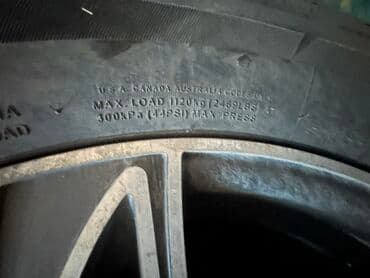 U.S.A. CANADA AUSTRALIA
MAX. LOAD 1120kg (2469LBS
300kPa (44PSI) MAX. PRESS